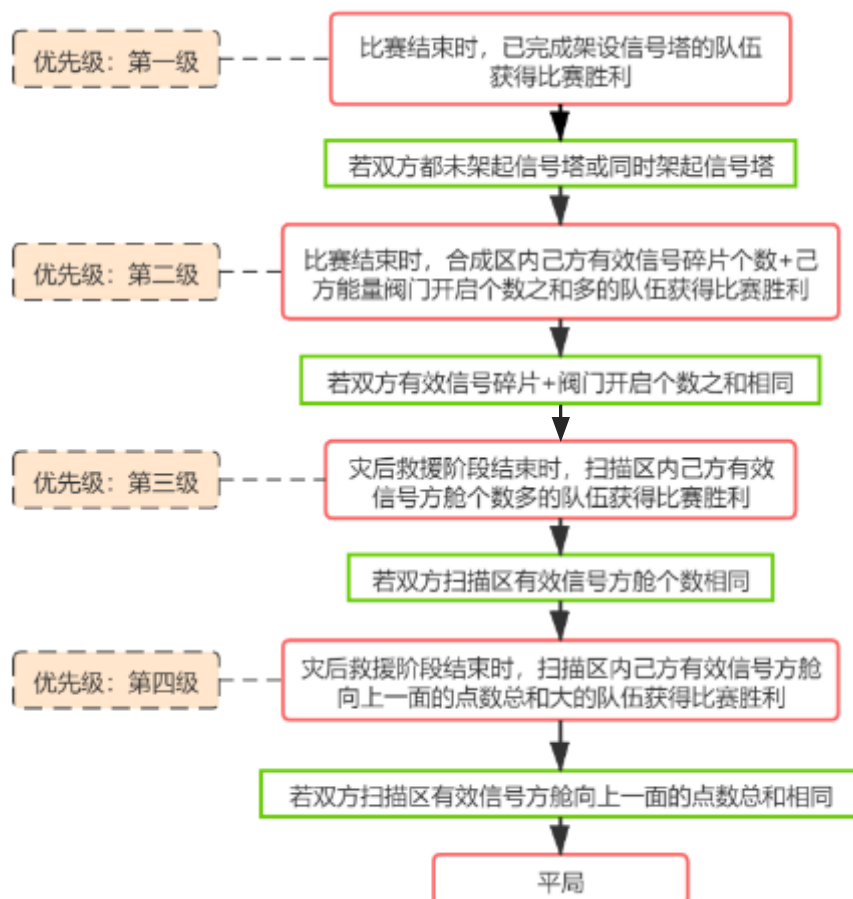 优先级：第一级
比赛结束时，已完成架设信号塔的队伍
获得比赛胜利
若双方都未架起信号塔或同时架起信号塔
优先级：第二级
比赛结束时，合成区内己方有效信号碎片个数+己
方能量阀门开启个数之和多的队伍获得比赛胜利
若双方有效信号碎片+阀门开启个数之和相同
优先级：第三级
灾后救援阶段结束时，扫描区内己方有效
信号方舱个数多的队伍获得比赛胜利
若双方扫描区有效信号方舱个数相同
优先级：第四级
灾后救援阶段结束时，扫描区内己方有效信号方舱
向上一面的点数总和大的队伍获得比赛胜利
若双方扫描区有效信号方舱向上一面的点数总和相同
平局